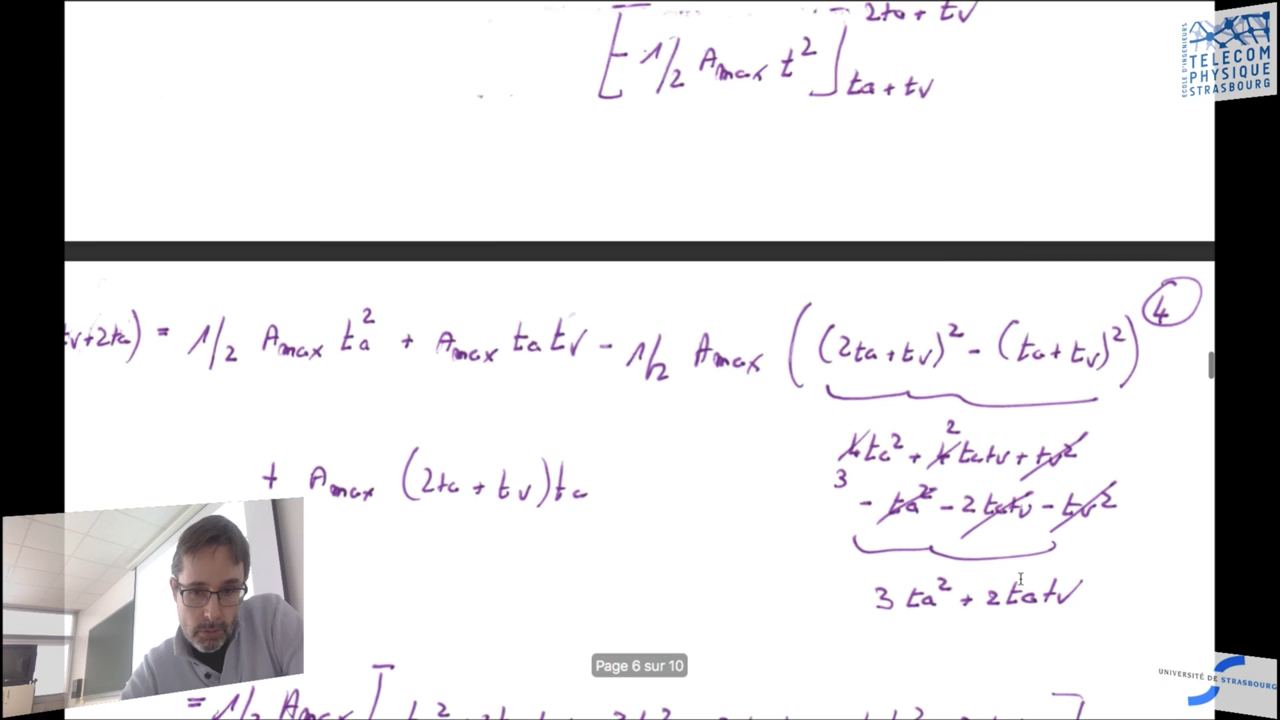 2ta + tv
[- 1/2 Amax t²] ta + tv
tv+2ta) = 1/2 Amax ta² + Amax ta tv - 1/2 Amax ((2ta + tv)² - (ta + tv)²)
4
4ta² + 4tatv + tv²
3 2
- ta² - 2tatv - tv²
+ Amax (2ta + tv)ta
3 ta² + 2tatv
Page 6 sur 10
= 1/2 Amax [
TELECOM
PHYSIQUE
STRASBOURG
ÉCOLE D'INGÉNIEURS
UNIVERSITÉ DE STRASBOURG